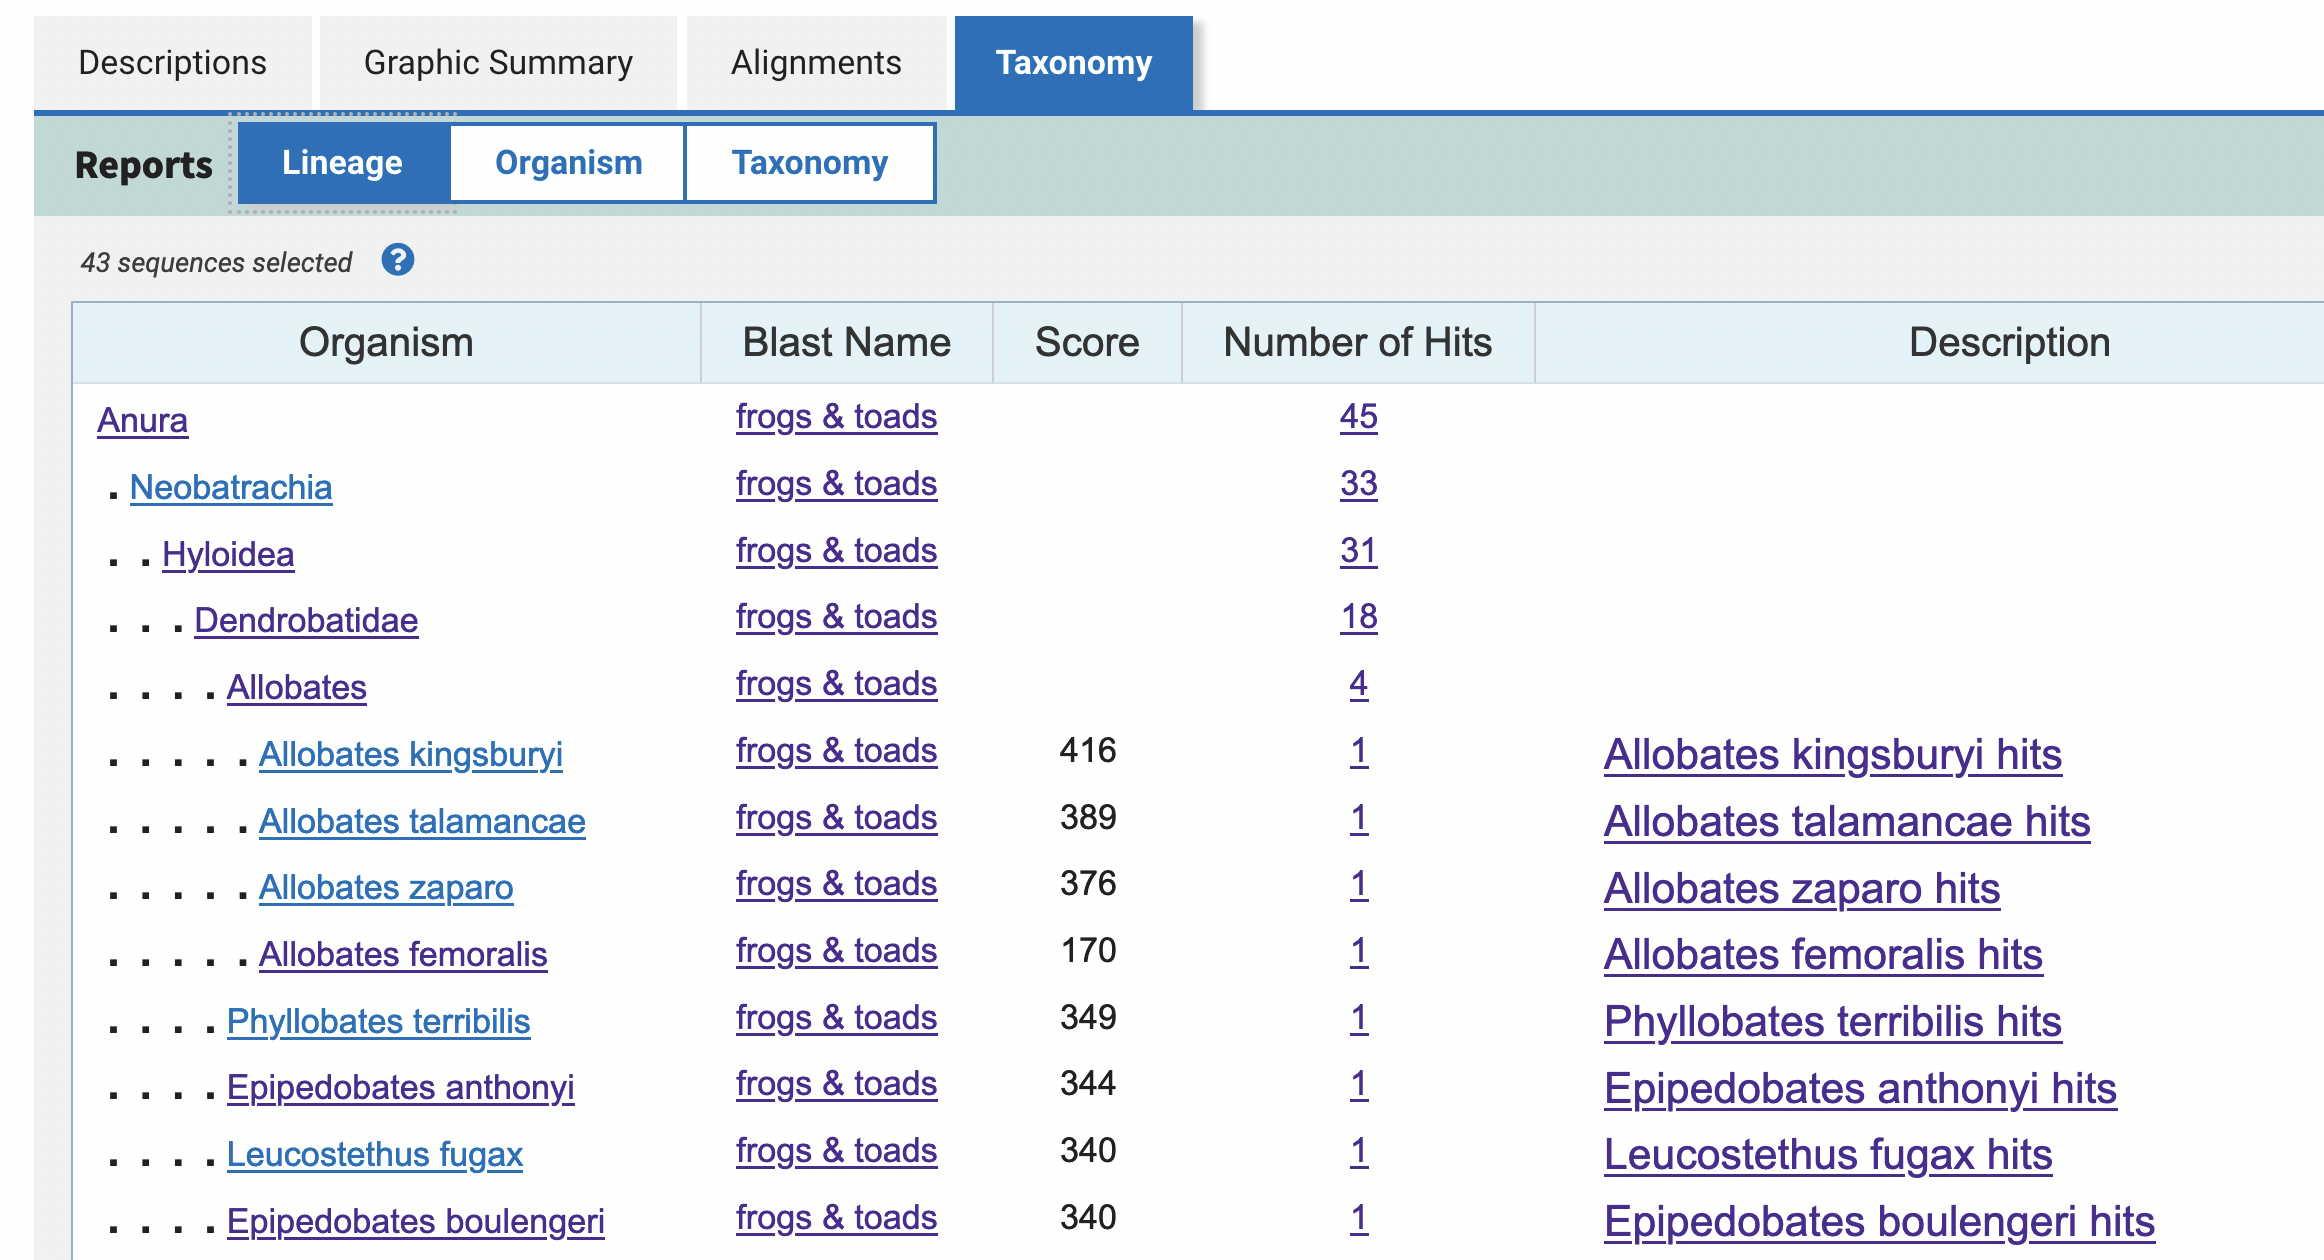 Descriptions Graphic Summary Alignments Taxonomy
Reports Lineage Organism Taxonomy
43 sequences selected ?
Organism Blast Name Score Number of Hits Description
Anura frogs & toads 45
. Neobatrachia frogs & toads 33
. . Hyloidea frogs & toads 31
. . . Dendrobatidae frogs & toads 18
. . . . Allobates frogs & toads 4
. . . . . Allobates kingsburyi frogs & toads 416 1 Allobates kingsburyi hits
. . . . . Allobates talamancae frogs & toads 389 1 Allobates talamancae hits
. . . . . Allobates zaparo frogs & toads 376 1 Allobates zaparo hits
. . . . . Allobates femoralis frogs & toads 170 1 Allobates femoralis hits
. . . . Phyllobates terribilis frogs & toads 349 1 Phyllobates terribilis hits
. . . . Epipedobates anthonyi frogs & toads 344 1 Epipedobates anthonyi hits
. . . . Leucostethus fugax frogs & toads 340 1 Leucostethus fugax hits
. . . . Epipedobates boulengeri frogs & toads 340 1 Epipedobates boulengeri hits